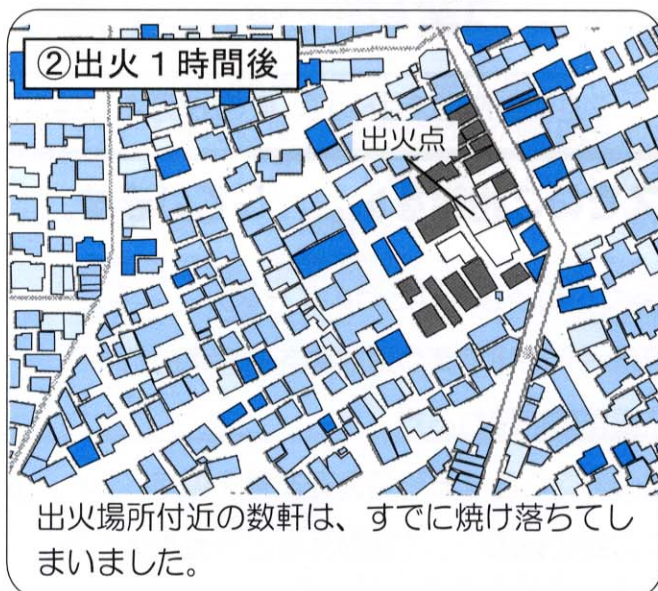 ②出火１時間後
出火点
出火場所付近の数軒は、すでに焼け落ちてし
まいました。